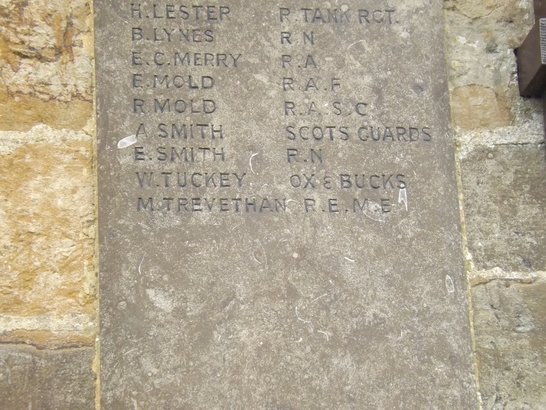 H. LESTER R. TANK RGT.
B. LYNES R N
E. C. MERRY R. A
E. MOLD R. A. F
R. MOLD R. A. S. C
A SMITH SCOTS GUARDS
E. SMITH R. N
W. TUCKEY OX & BUCKS
M. TREVETHAN R. E. M. E